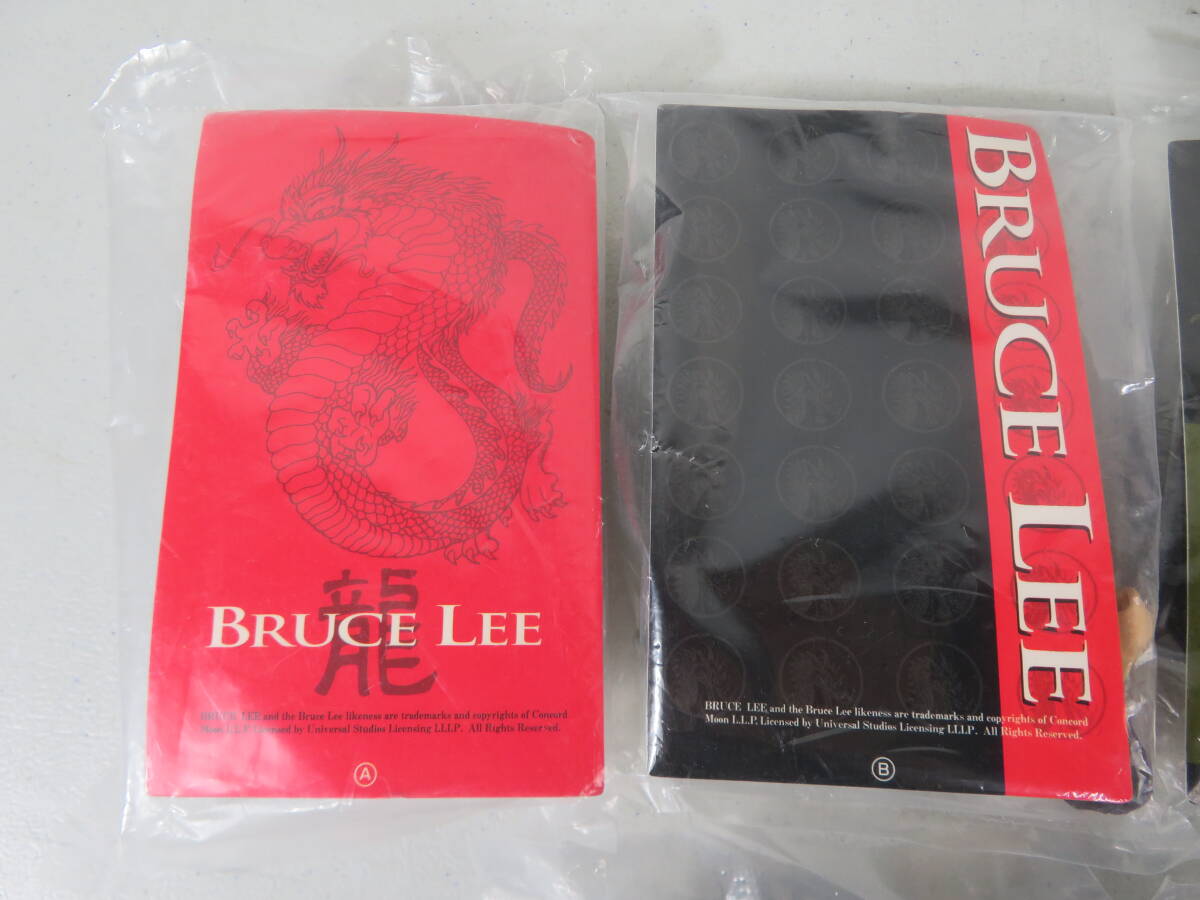 龍
BRUCE LEE
BRUCE LEE and the Bruce Lee likeness are trademarks and copyrights of Concord
Moon L.L.P. Licensed by Universal Studios Licensing LLLP. All Rights Reserved.
A
BRUCE LEE
BRUCE LEE and the Bruce Lee likeness are trademarks and copyrights of Concord
Moon L.L.P. Licensed by Universal Studios Licensing LLLP. All Rights Reserved.
B